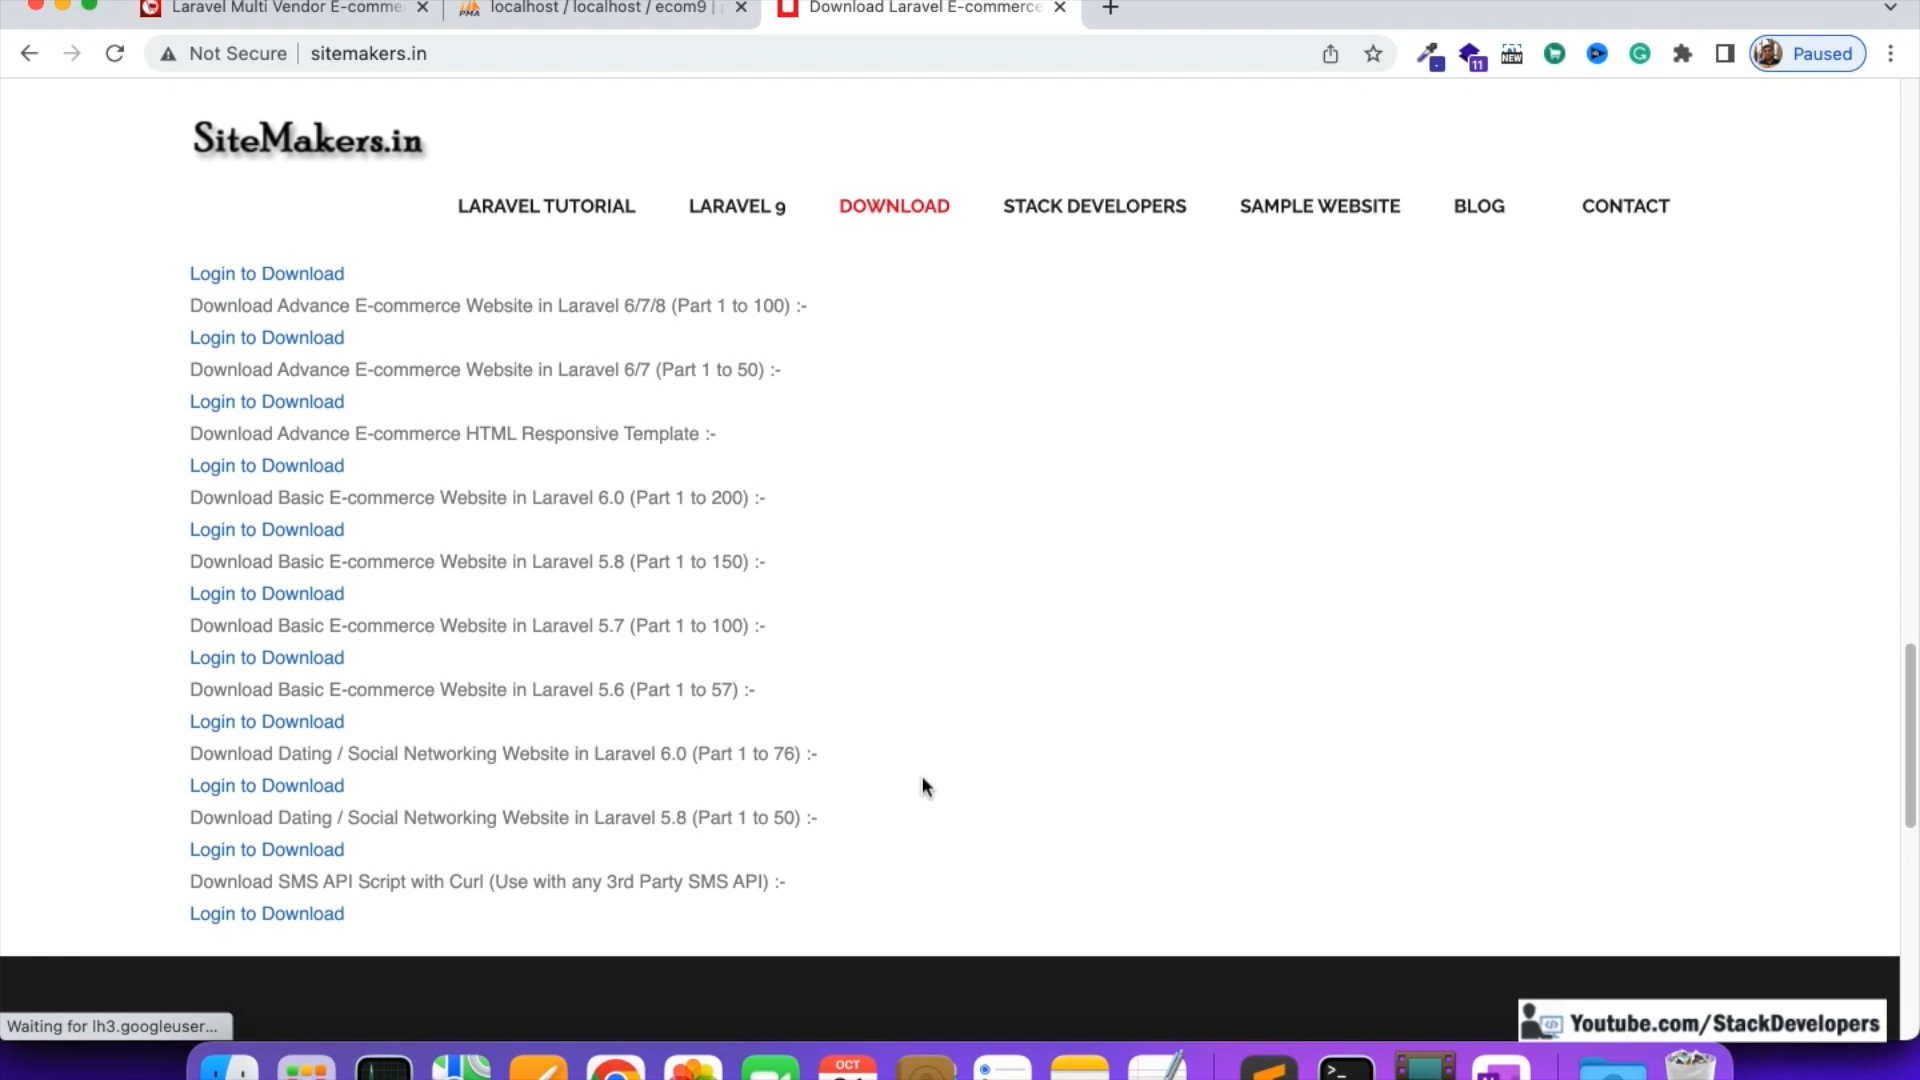 Laravel Multi Vendor E-comme
localhost / localhost / ecom9 |
Download Laravel E-commerce
Not Secure
sitemakers.in
11
NEW
Paused
SiteMakers.in
LARAVEL TUTORIAL
LARAVEL 9
DOWNLOAD
STACK DEVELOPERS
SAMPLE WEBSITE
BLOG
CONTACT
Login to Download
Download Advance E-commerce Website in Laravel 6/7/8 (Part 1 to 100) :-
Login to Download
Download Advance E-commerce Website in Laravel 6/7 (Part 1 to 50) :-
Login to Download
Download Advance E-commerce HTML Responsive Template :-
Login to Download
Download Basic E-commerce Website in Laravel 6.0 (Part 1 to 200) :-
Login to Download
Download Basic E-commerce Website in Laravel 5.8 (Part 1 to 150) :-
Login to Download
Download Basic E-commerce Website in Laravel 5.7 (Part 1 to 100) :-
Login to Download
Download Basic E-commerce Website in Laravel 5.6 (Part 1 to 57) :-
Login to Download
Download Dating / Social Networking Website in Laravel 6.0 (Part 1 to 76) :-
Login to Download
Download Dating / Social Networking Website in Laravel 5.8 (Part 1 to 50) :-
Login to Download
Download SMS API Script with Curl (Use with any 3rd Party SMS API) :-
Login to Download
Waiting for lh3.googleuser...
Youtube.com/StackDevelopers
OCT